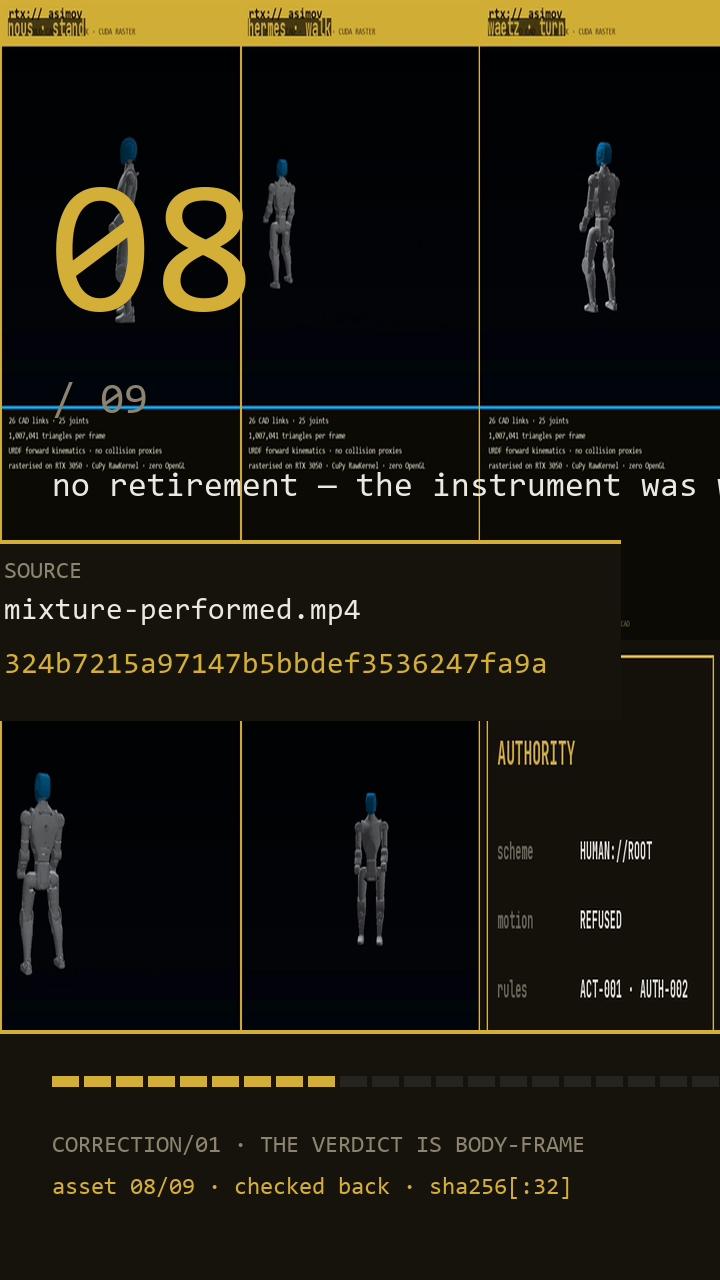 rtx:// asimov
rtx:// asimov
rtx:// asimov
nous · stand
· CUDA RASTER
hermes · walk
· CUDA RASTER
waetz · turn
· CUDA RASTER
08
/ 09
26 CAD links · 25 joints
1,007,041 triangles per frame
URDF forward kinematics · no collision proxies
rasterised on RTX 3050 · CuPy RawKernel · zero OpenGL
26 CAD links · 25 joints
1,007,041 triangles per frame
URDF forward kinematics · no collision proxies
rasterised on RTX 3050 · CuPy RawKernel · zero OpenGL
26 CAD links · 25 joints
1,007,041 triangles per frame
URDF forward kinematics · no collision proxies
rasterised on RTX 3050 · CuPy RawKernel · zero OpenGL
no retirement — the instrument was
SOURCE
mixture-performed.mp4
324b7215a97147b5bbdef3536247fa9a
AUTHORITY
scheme HUMAN://ROOT
motion REFUSED
rules ACT-001 · AUTH-002
CORRECTION/01 · THE VERDICT IS BODY-FRAME
asset 08/09 · checked back · sha256[:32]